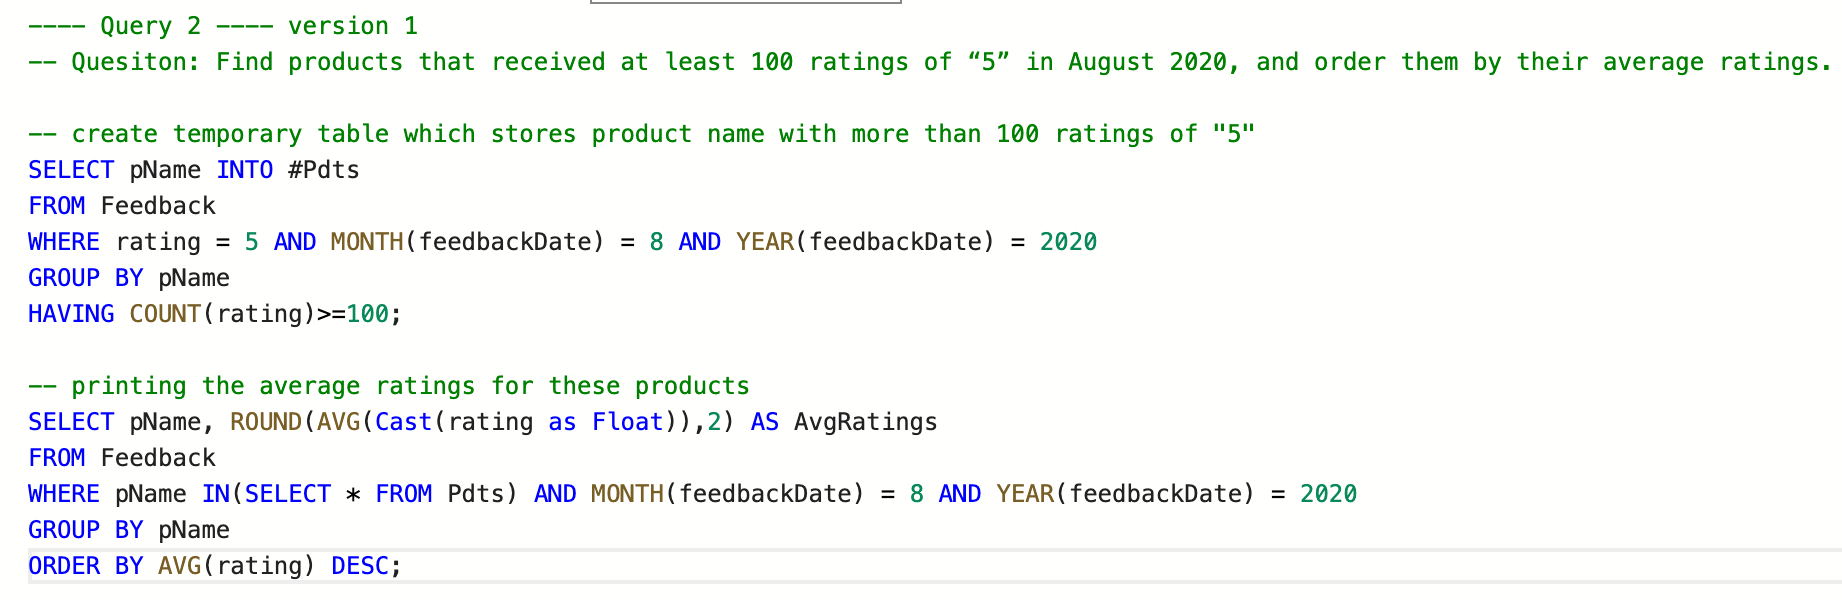 ---- Query 2 ---- version 1
-- Quesiton: Find products that received at least 100 ratings of “5” in August 2020, and order them by their average ratings.
-- create temporary table which stores product name with more than 100 ratings of "5"
SELECT pName INTO #Pdts
FROM Feedback
WHERE rating = 5 AND MONTH(feedbackDate) = 8 AND YEAR(feedbackDate) = 2020
GROUP BY pName
HAVING COUNT(rating)>=100;
-- printing the average ratings for these products
SELECT pName, ROUND(AVG(Cast(rating as Float)),2) AS AvgRatings
FROM Feedback
WHERE pName IN(SELECT * FROM Pdts) AND MONTH(feedbackDate) = 8 AND YEAR(feedbackDate) = 2020
GROUP BY pName
ORDER BY AVG(rating) DESC;